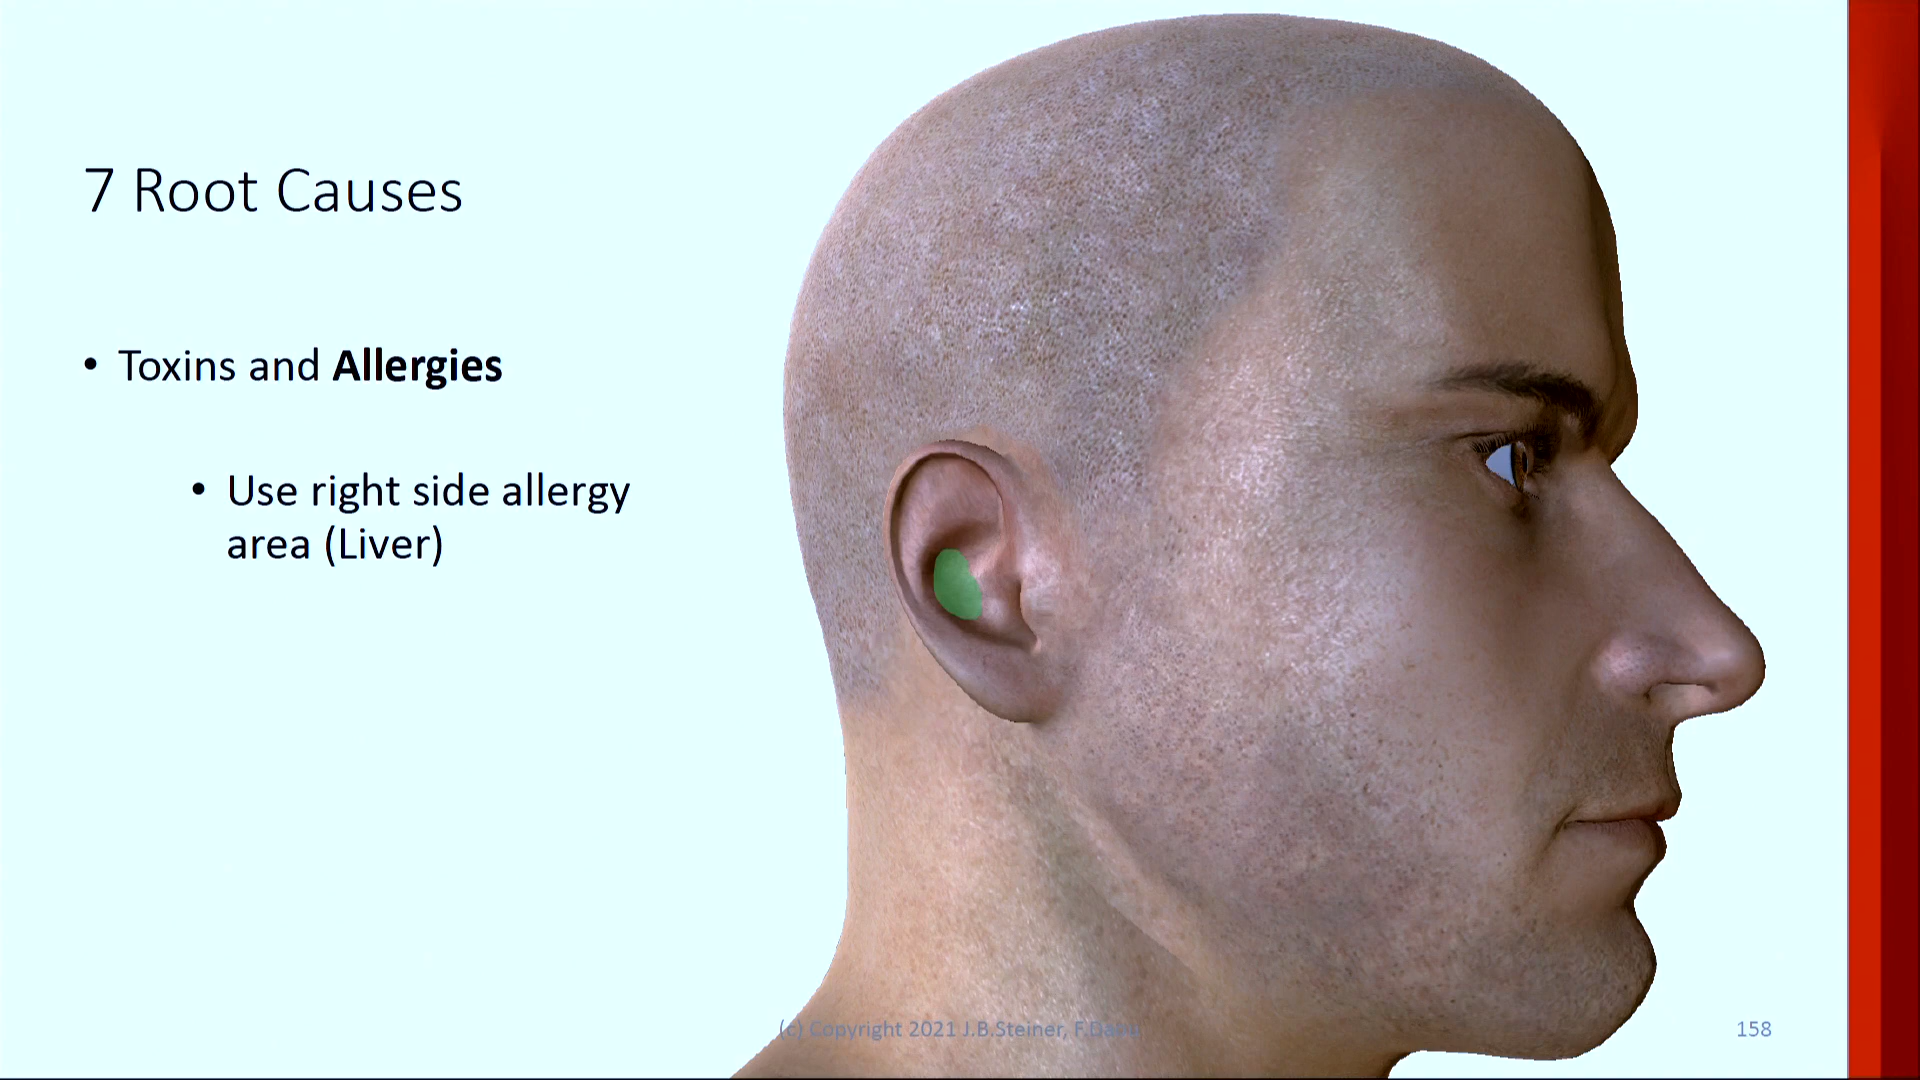 7 Root Causes
• Toxins and Allergies
• Use right side allergy
area (Liver)
(c) Copyright 2021 J.B.Steiner, F.
158